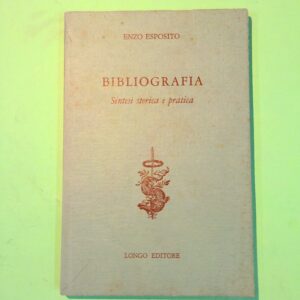 ENZO ESPOSITO
BIBLIOGRAFIA
Sintesi storica e pratica
LONGO EDITORE